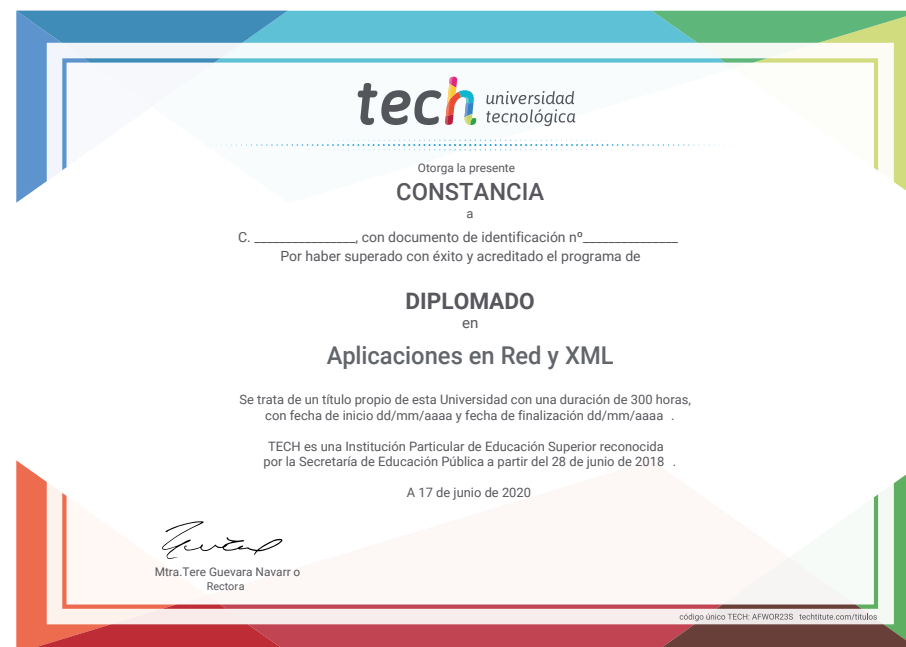 tech universidad
tecnológica
Otorga la presente
CONSTANCIA
a
C. _______________, con documento de identificación nº______________
Por haber superado con éxito y acreditado el programa de
DIPLOMADO
en
Aplicaciones en Red y XML
Se trata de un título propio de esta Universidad con una duración de 300 horas,
con fecha de inicio dd/mm/aaaa y fecha de finalización dd/mm/aaaa .
TECH es una Institución Particular de Educación Superior reconocida
por la Secretaría de Educación Pública a partir del 28 de junio de 2018 .
A 17 de junio de 2020
Mtra.Tere Guevara Navarr o
Rectora
código único TECH: AFWOR23S techtitute.com/titulos